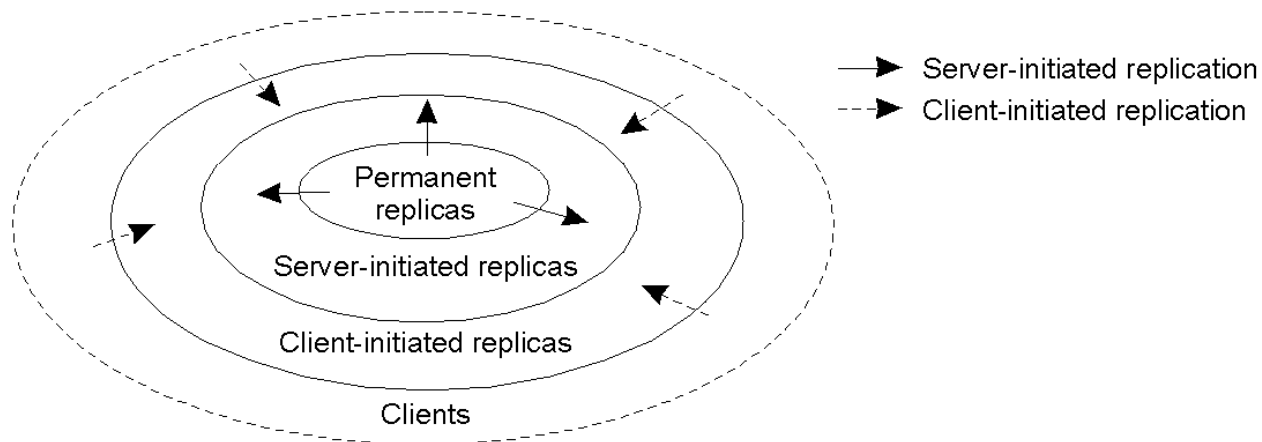 Server-initiated replication
Client-initiated replication
Permanent
replicas
Server-initiated replicas
Client-initiated replicas
Clients